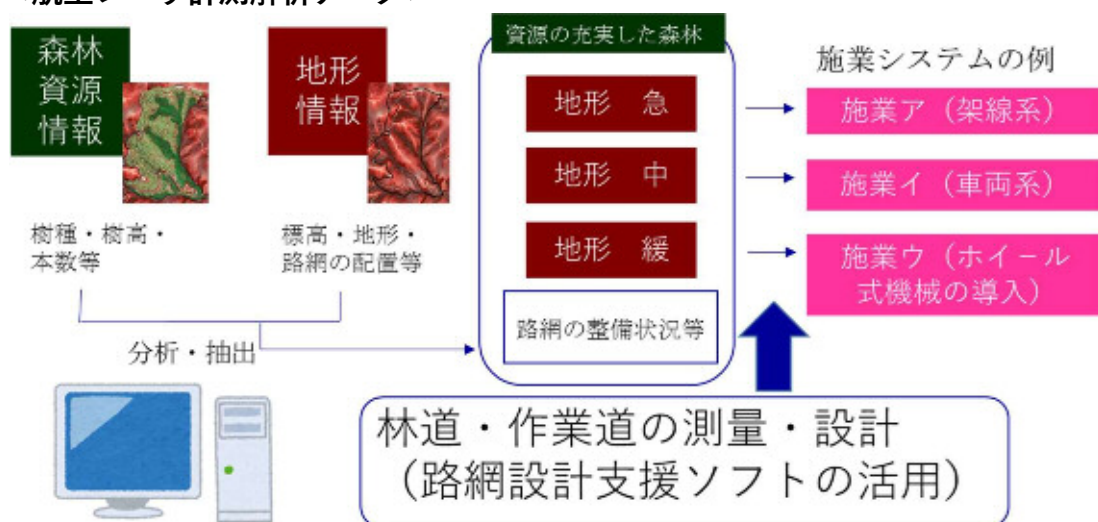 森林
資源
情報
地形
情報
樹種・樹高・
本数等
標高・地形・
路網の配置等
分析・抽出
資源の充実した森林
地形 急
地形 中
地形 緩
路網の整備状況等
施業システムの例
施業ア（架線系）
施業イ（車両系）
施業ウ（ホイール
式機械の導入）
林道・作業道の測量・設計
（路網設計支援ソフトの活用）